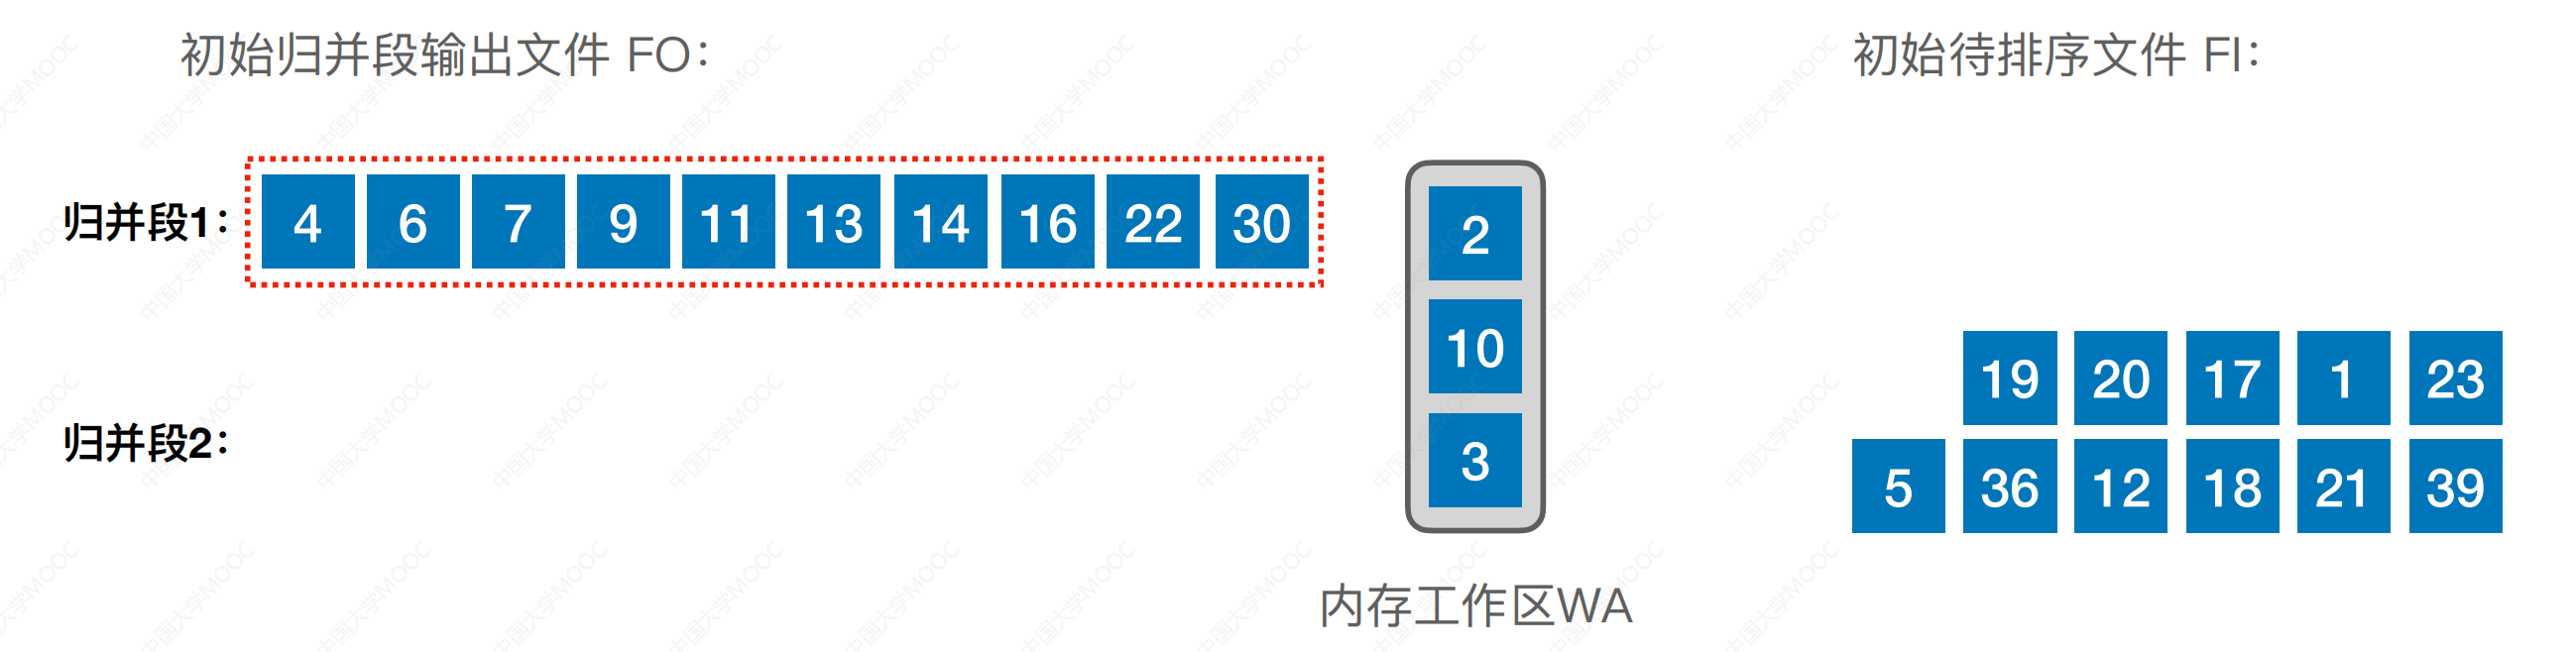 初始归并段输出文件 FO：
初始待排序文件 FI：
归并段1：
4 6 7 9 11 13 14 16 22 30
归并段2：
2
10
3
内存工作区WA
19 20 17 1 23
5 36 12 18 21 39
中国大学MOOC